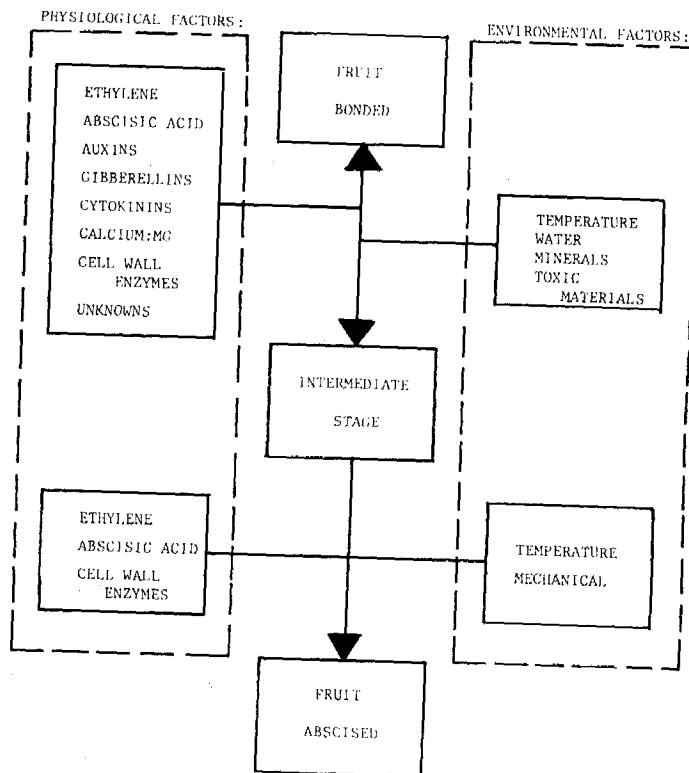 PHYSIOLOGICAL FACTORS:
ETHYLENE
ABSCISIC ACID
AUXINS
GIBBERELLINS
CYTOKININS
CALCIUM:MG
CELL WALL
ENZYMES
UNKNOWNS
FRUIT
BONDED
ENVIRONMENTAL FACTORS:
TEMPERATURE
WATER
MINERALS
TOXIC
MATERIALS
INTERMEDIATE
STAGE
ETHYLENE
ABSCISIC ACID
CELL WALL
ENZYMES
TEMPERATURE
MECHANICAL
FRUIT
ABSCISED